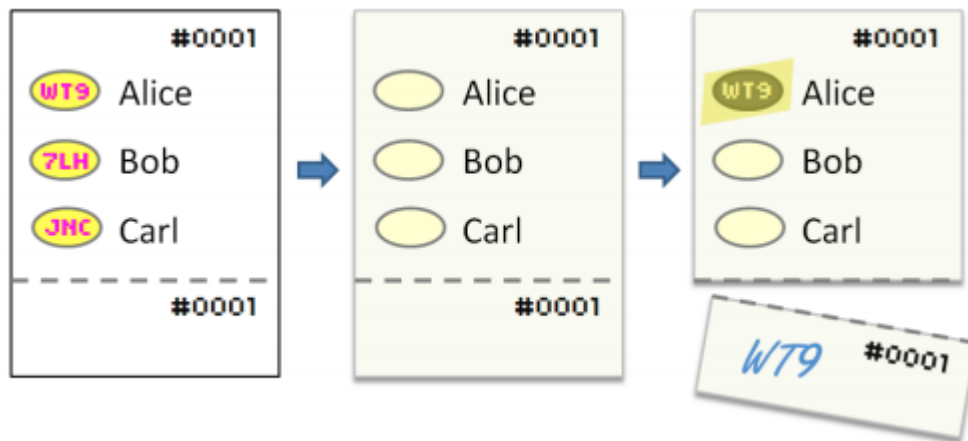 #0001
WT9 Alice
7LH Bob
JNC Carl
#0001
#0001
Alice
Bob
Carl
#0001
#0001
WT9 Alice
Bob
Carl
WT9 #0001